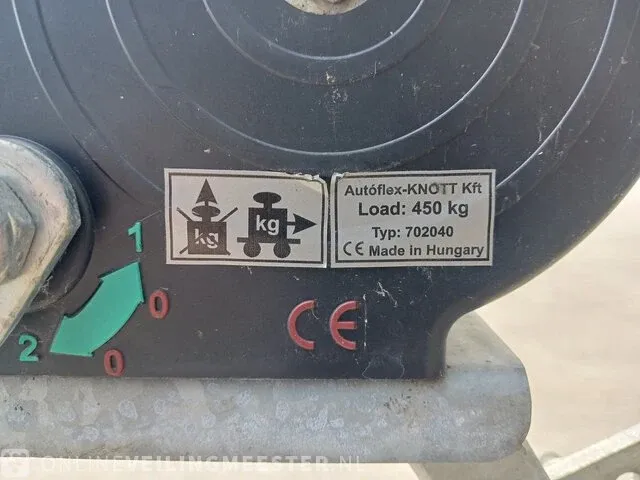 kg
kg
Autóflex-KNOTT Kft
Load: 450 kg
Typ: 702040
CE Made in Hungary
1
0
2
0
CE
ONLINEVEILINGMEESTER.NL